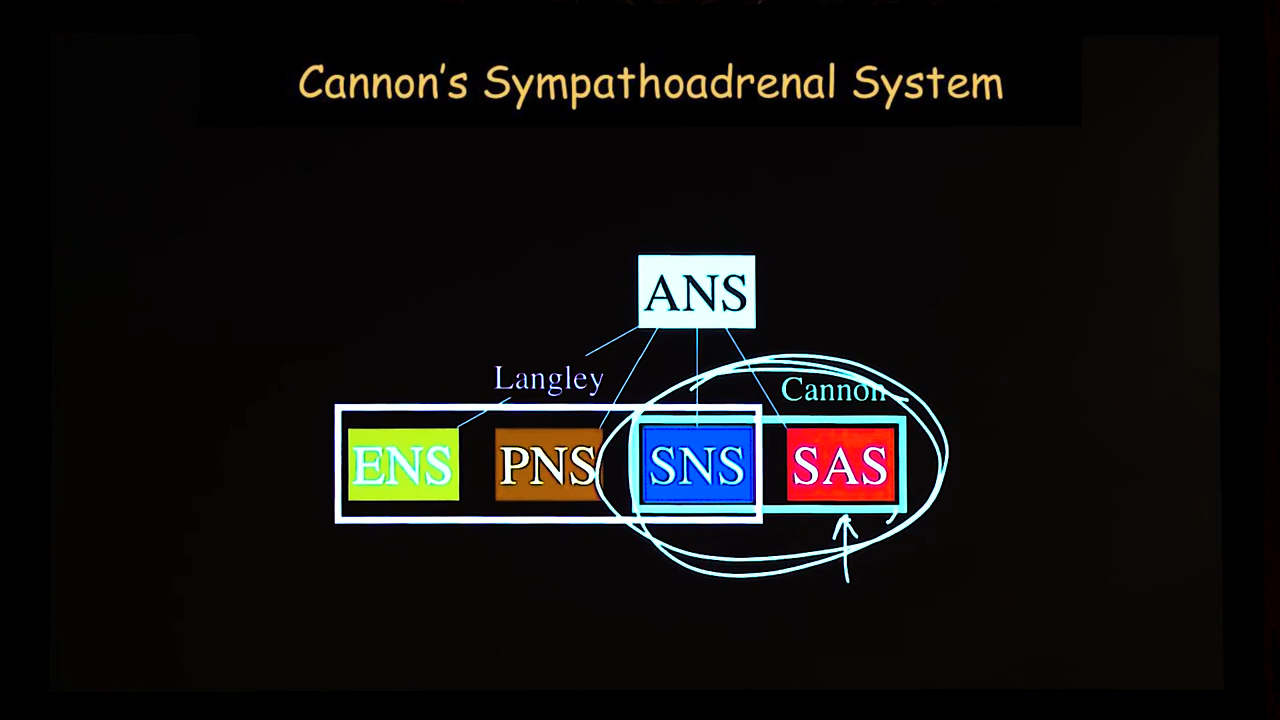 Cannon's Sympathoadrenal System
ANS
Langley
Cannon
ENS PNS SNS SAS